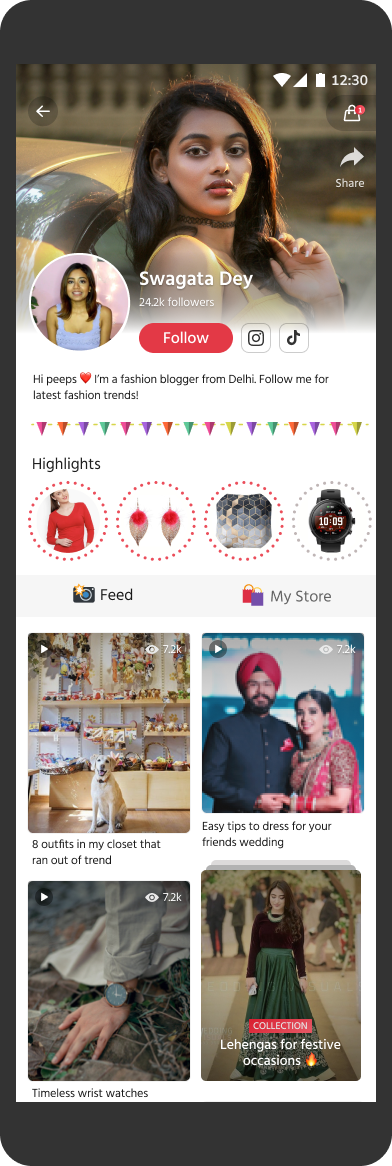 12:30
1
Share
Swagata Dey
24.2k followers
Follow
Hi peeps ❤️ I'm a fashion blogger from Delhi. Follow me for
latest fashion trends!
Highlights
10:09
Feed
My Store
7.2k
7.2k
8 outfits in my closet that
ran out of trend
Easy tips to dress for your
friends wedding
7.2k
COLLECTION
Lehengas for festive
occasions 🔥
Timeless wrist watches